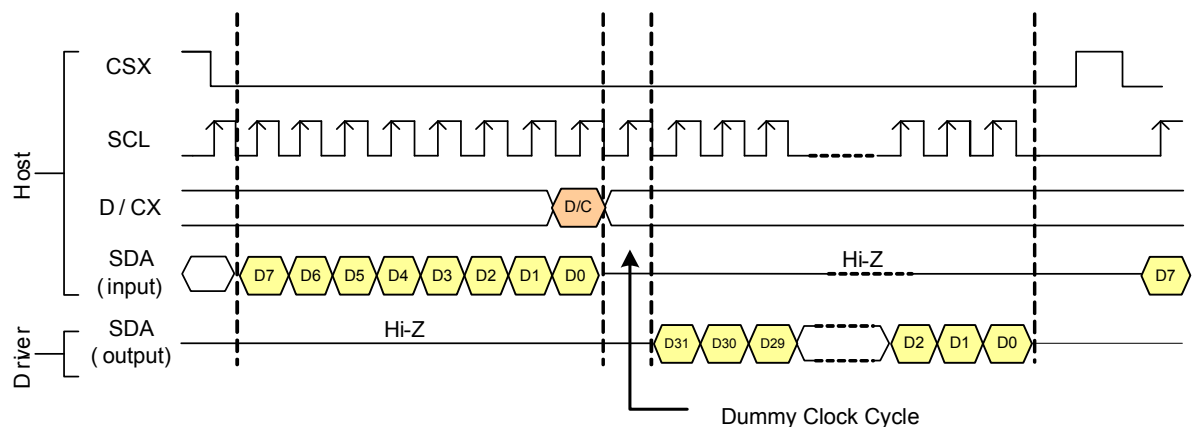 Host
CSX
SCL
D / CX
D/C
SDA
( input)
D7 D6 D5 D4 D3 D2 D1 D0
Hi-Z
D7
Driver
SDA
( output)
Hi-Z
D31 D30 D29
D2 D1 D0
Dummy Clock Cycle